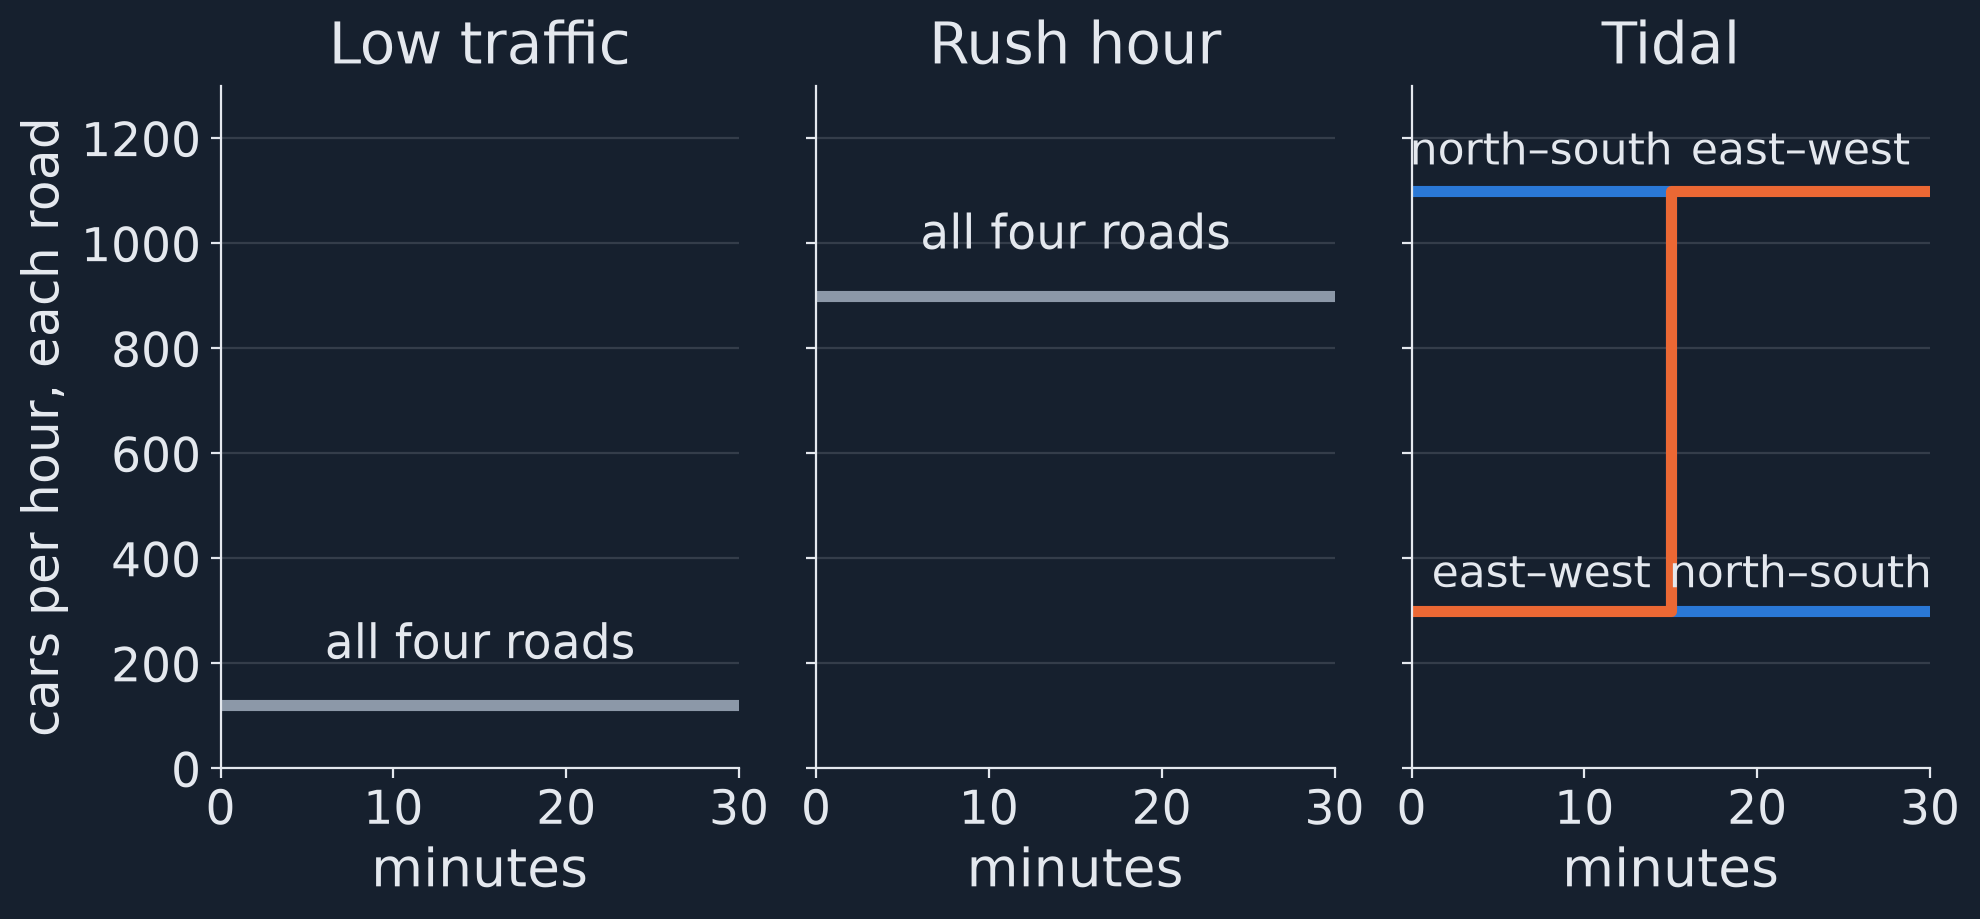 Low traffic
Rush hour
Tidal
cars per hour, each road
1200
1000
800
600
400
200
0
all four roads
0 10 20 30
minutes
all four roads
0 10 20 30
minutes
north–south east–west
east–west north–south
0 10 20 30
minutes